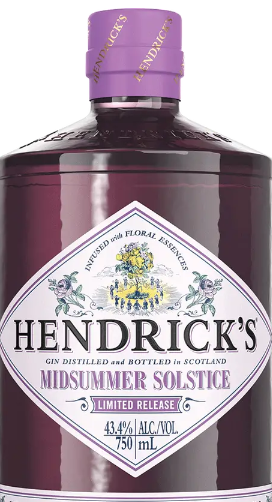 HENDRICK'S HENDRICK'S
INFUSED with FLORAL ESSENCES
HENDRICK'S
GIN DISTILLED and BOTTLED in SCOTLAND
MIDSUMMER SOLSTICE
LIMITED RELEASE
43.4% ALC./VOL.
750 mL